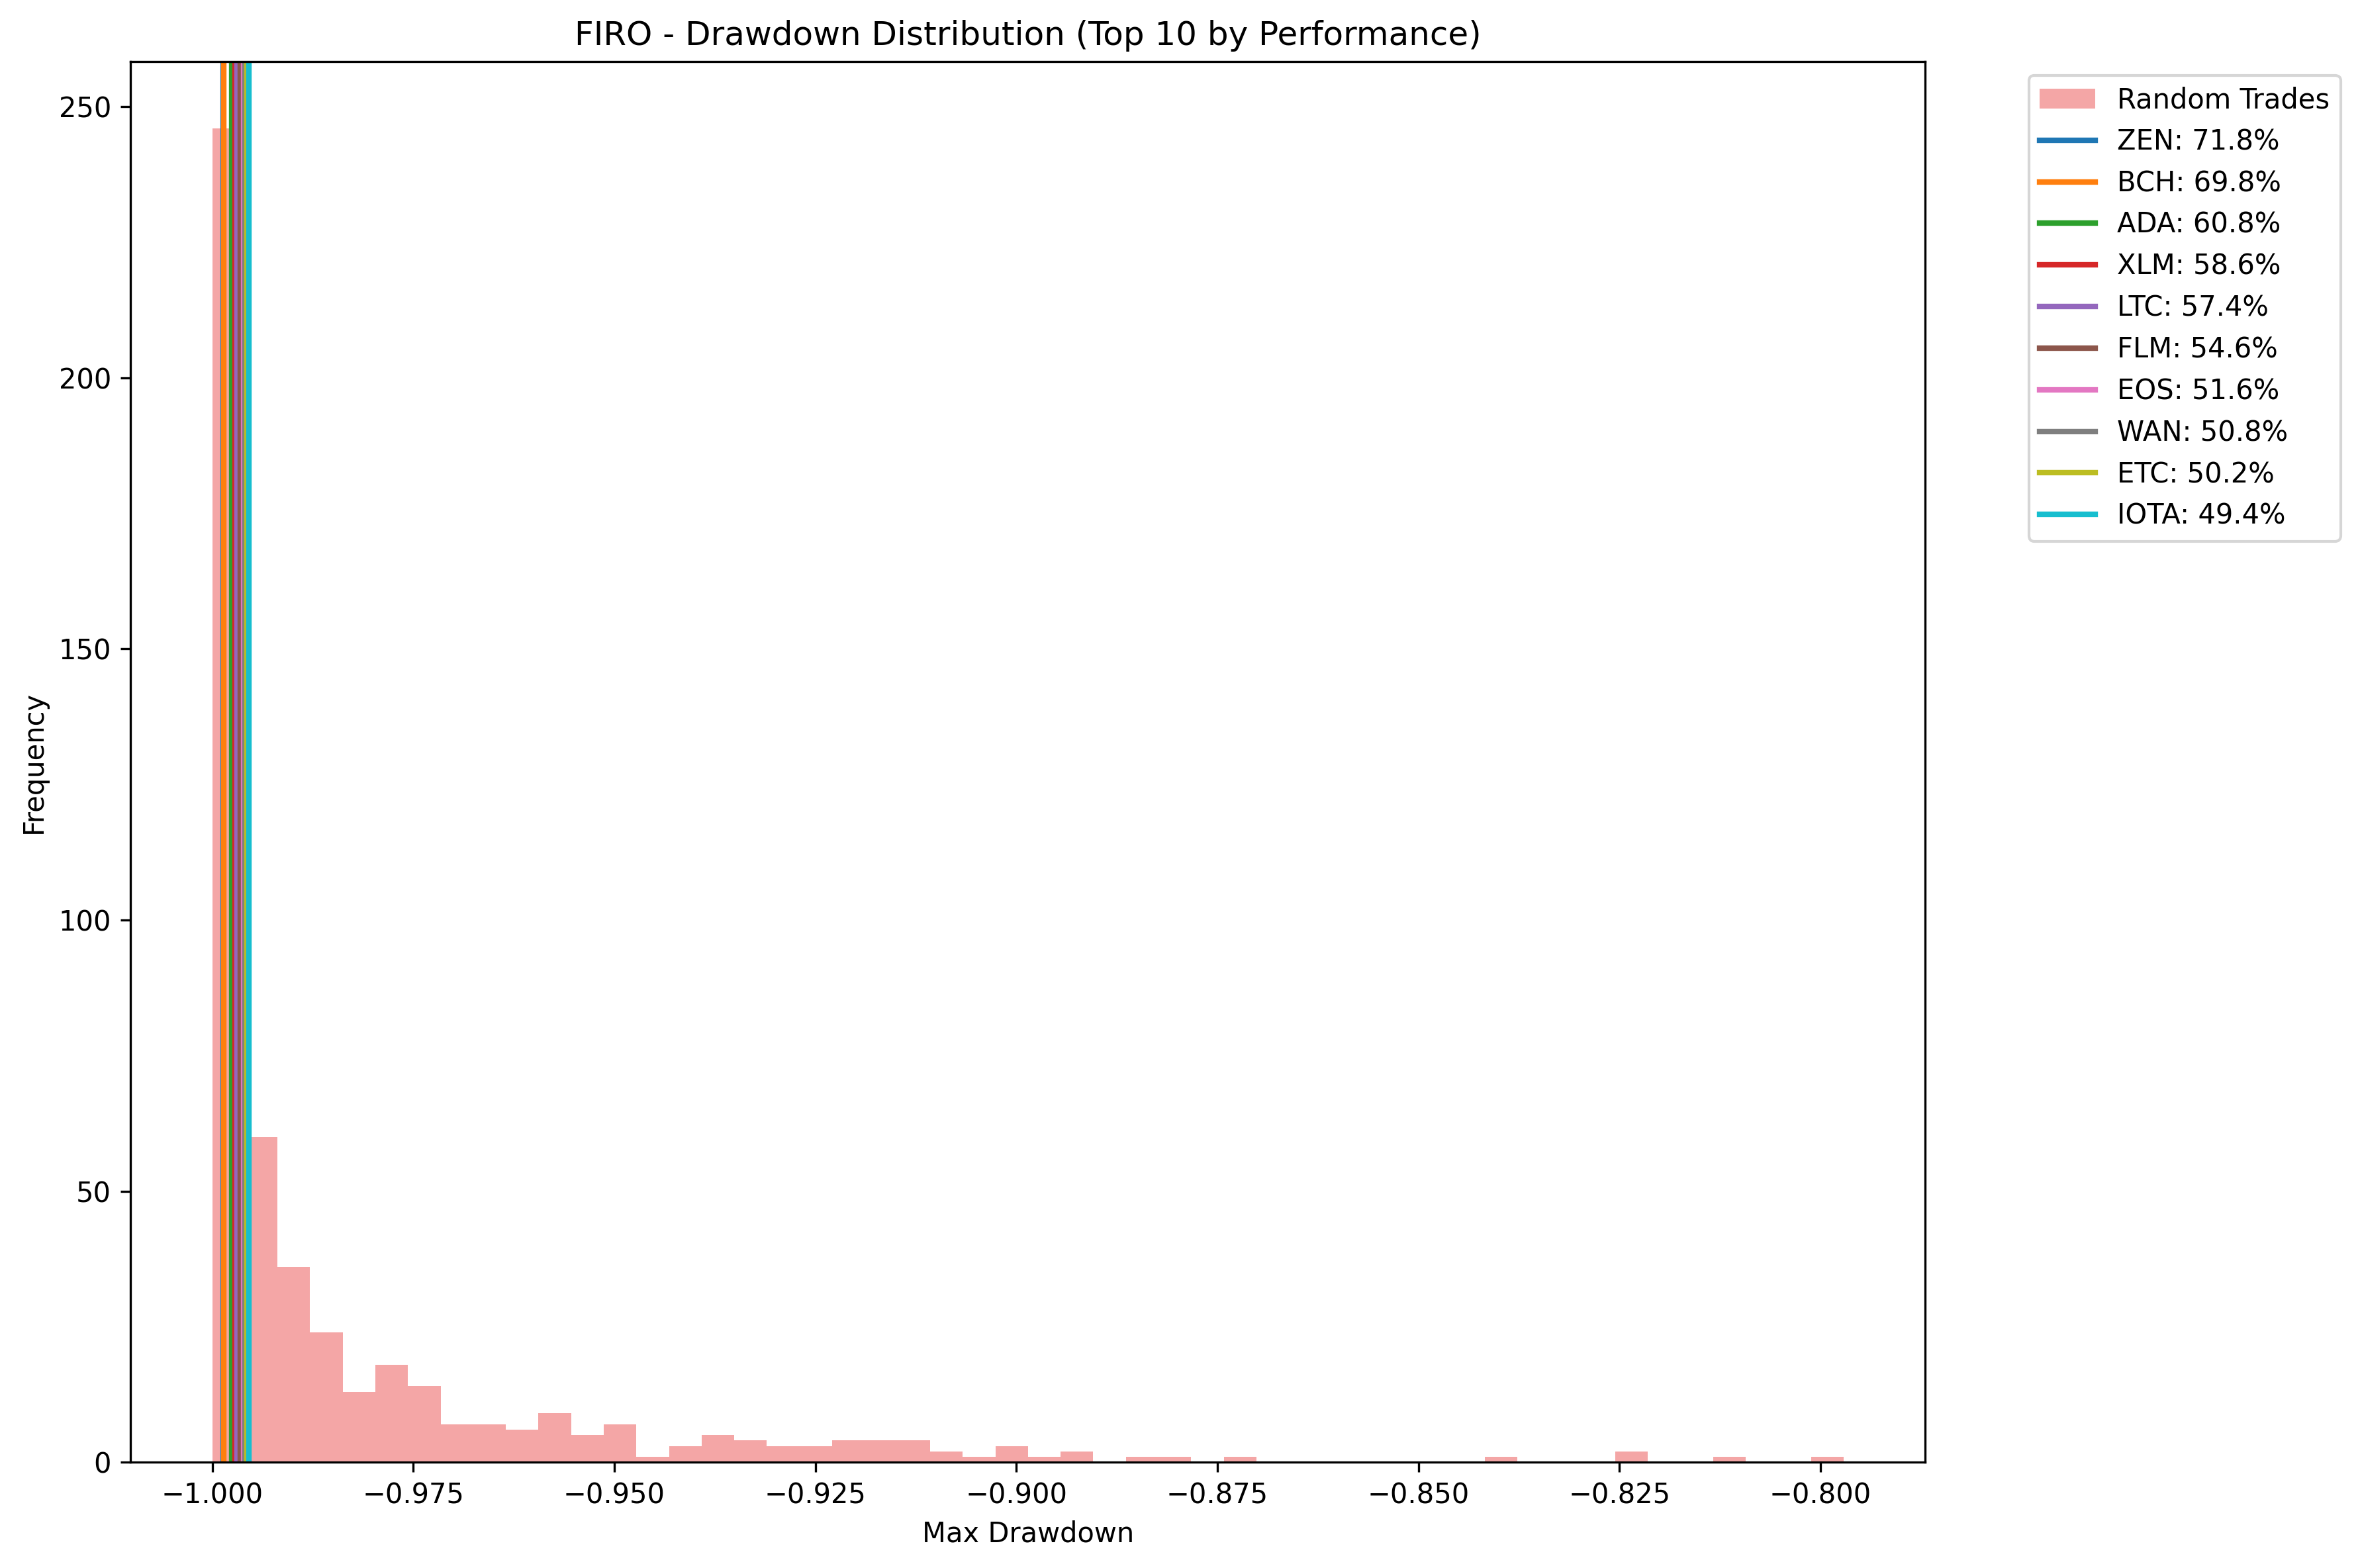 FIRO - Drawdown Distribution (Top 10 by Performance)
250
200
150
100
50
0
Frequency
−1.000
−0.975
−0.950
−0.925
−0.900
−0.875
−0.850
−0.825
−0.800
Max Drawdown
Random Trades
ZEN: 71.8%
BCH: 69.8%
ADA: 60.8%
XLM: 58.6%
LTC: 57.4%
FLM: 54.6%
EOS: 51.6%
WAN: 50.8%
ETC: 50.2%
IOTA: 49.4%